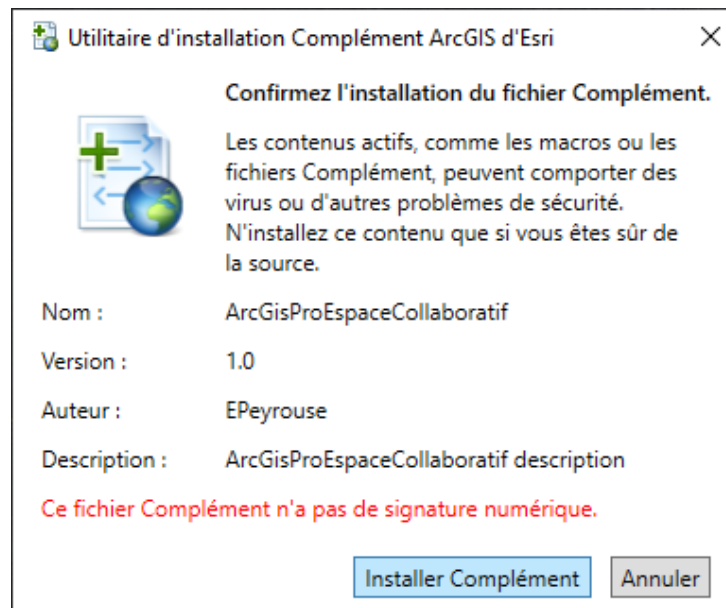 Utilitaire d'installation Complément ArcGIS d'Esri
Confirmez l'installation du fichier Complément.
Les contenus actifs, comme les macros ou les
fichiers Complément, peuvent comporter des
virus ou d'autres problèmes de sécurité.
N'installez ce contenu que si vous êtes sûr de
la source.
Nom : ArcGisProEspaceCollaboratif
Version : 1.0
Auteur : EPeyrouse
Description : ArcGisProEspaceCollaboratif description
Ce fichier Complément n'a pas de signature numérique.
Installer Complément Annuler